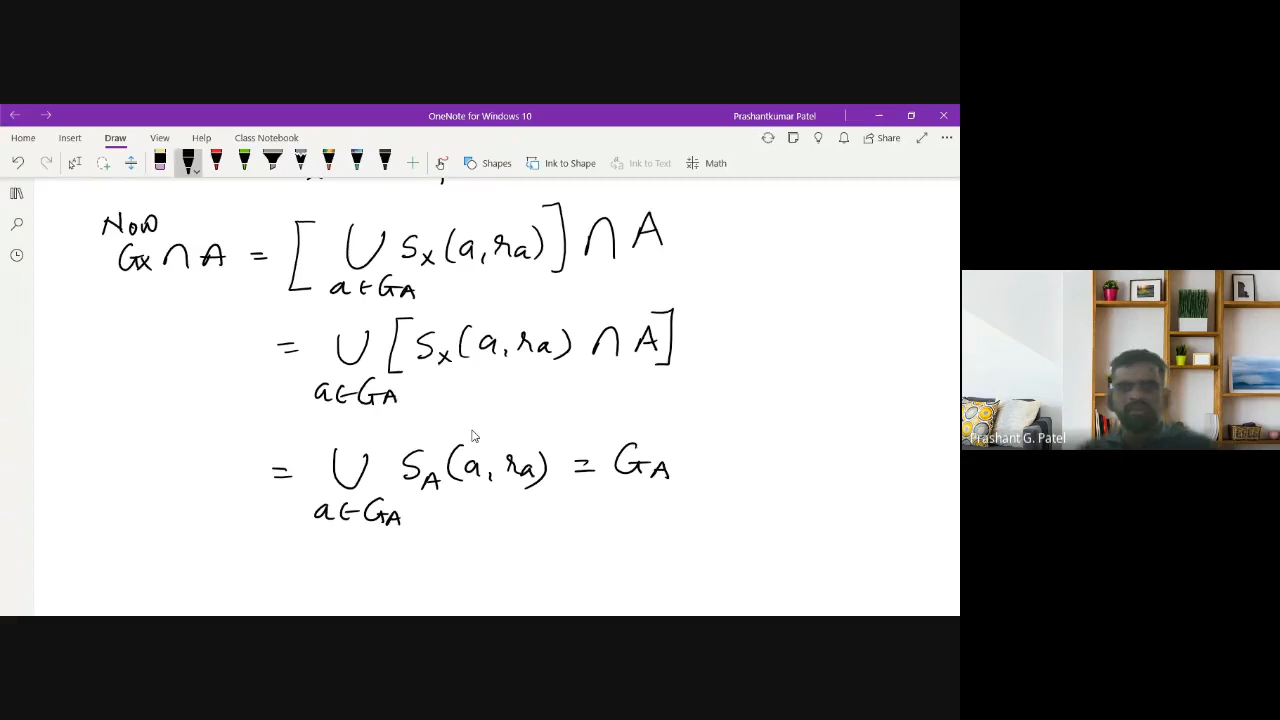 OneNote for Windows 10
Prashantkumar Patel
Home Insert Draw View Help Class Notebook
Share
Shapes Ink to Shape Ink to Text Math
Now
Gx ∩ A = [ ∪ Sx(a, ra) ] ∩ A
a∈GA
= ∪ [ Sx(a, ra) ∩ A ]
a∈GA
= ∪ SA(a, ra) = GA
a∈GA
Prashant G. Patel